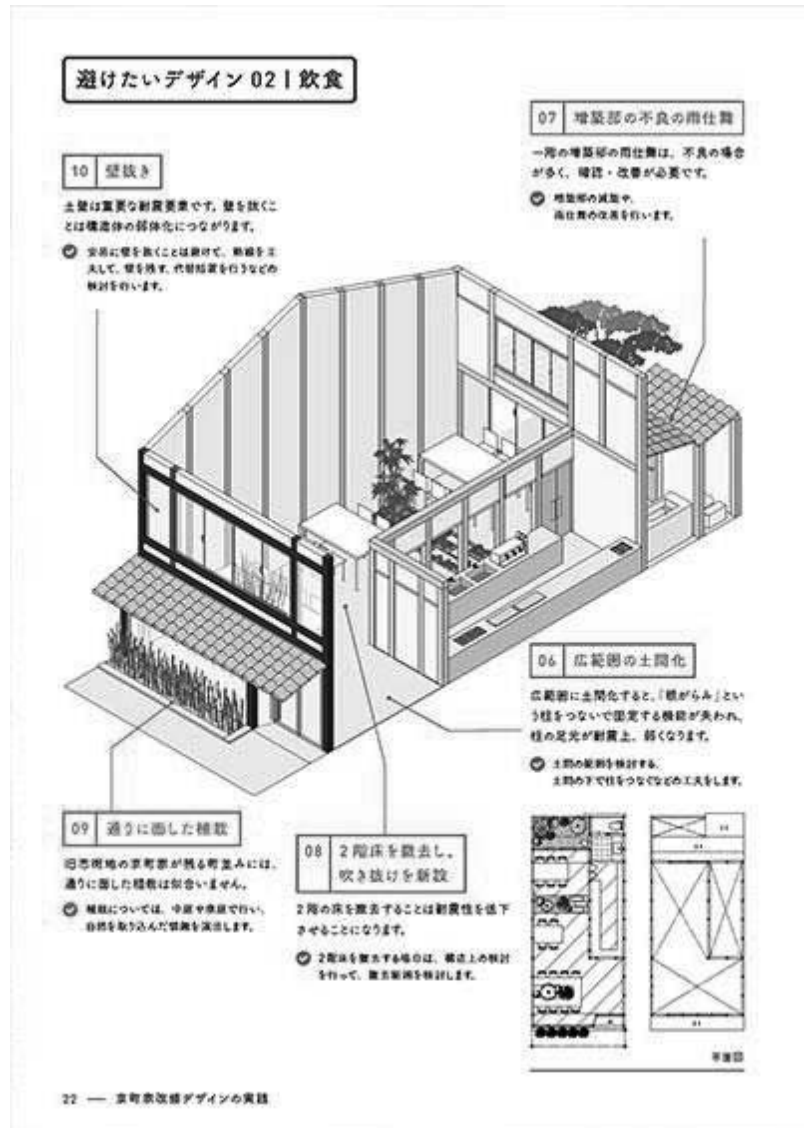 避けたいデザイン 02 | 飲食
07 増築部の不良の雨仕舞
一階の増築部の雨仕舞は、不良の場合
が多く、確認・改善が必要です。
増築部の減築や、
雨仕舞の改善を行います。
10 壁抜き
土壁は重要な耐震要素です。壁を抜くこ
とは構造体の弱体化につながります。
安易に壁を抜くことは避けて、動線を工
夫して、壁を残す、代替措置を行うなどの
検討を行います。
06 広範囲の土間化
広範囲に土間化すると、「根がらみ」とい
う柱をつないで固定する機能が失われ、
柱の足元が耐震上、弱くなります。
土間の範囲を検討する、
土間の下で柱をつなぐなどの工夫をします。
09 通りに面した植栽
旧市街地の京町家が残る町並みには、
通りに面した植栽は似合いません。
植栽については、中庭や奥庭で行い、
自然を取り込んだ情趣を演出します。
08 2階床を撤去し、
吹き抜けを新設
2階の床を撤去することは耐震性を低下
させることになります。
2階床を撤去する場合は、構造上の検討
を行って、撤去範囲を検討します。
平面図
22 — 京町家改修デザインの実践